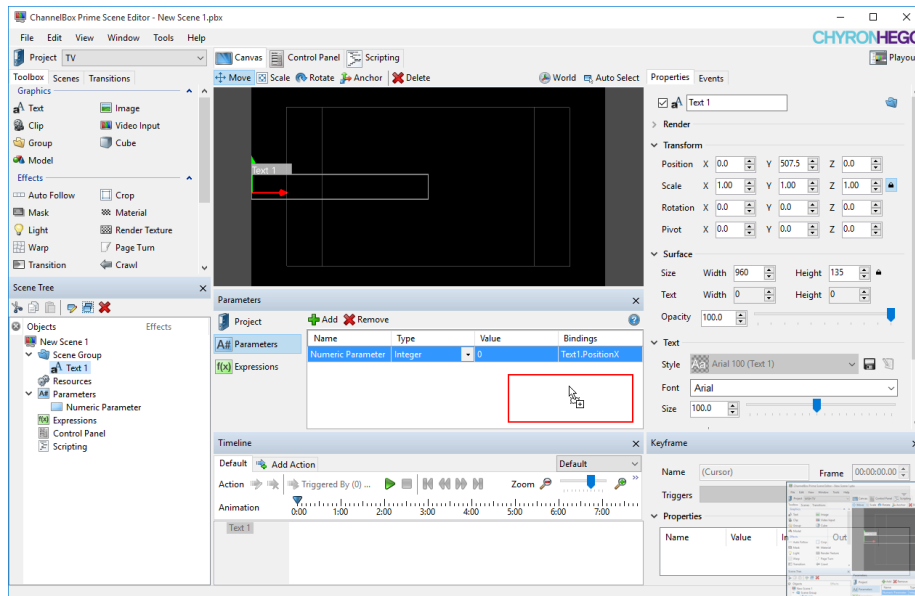 ChannelBox Prime Scene Editor - New Scene 1.pbx
File Edit View Window Tools Help
CHYRONHEGO
Project TV
Canvas Control Panel Scripting
Playou
Toolbox Scenes Transitions
Move Scale Rotate Anchor Delete World Auto Select
Properties Events
Graphics
Text Image
Clip Video Input
Group Cube
Model
Effects
Auto Follow Crop
Mask Material
Light Render Texture
Warp Page Turn
Transition Crawl
Text 1
Text 1
Render
Transform
Position X 0.0 Y 507.5 Z 0.0
Scale X 1.00 Y 1.00 Z 1.00
Rotation X 0.0 Y 0.0 Z 0.0
Pivot X 0.0 Y 0.0 Z 0.0
Surface
Size Width 960 Height 135
Text Width 0 Height 0
Opacity 100.0
Text
Style Aa Arial 100 (Text 1)
Font Arial
Size 100.0
Scene Tree
Objects Effects
New Scene 1
Scene Group
Text 1
Resources
Parameters
Numeric Parameter
Expressions
Control Panel
Scripting
Parameters
Project
Add Remove
A# Parameters
f(x) Expressions
Name Type Value Bindings
Numeric Parameter Integer 0 Text1.PositionX
Timeline
Default Add Action Default
Action Triggered By (0) ... Zoom
Animation 0:00 1:00 2:00 3:00 4:00 5:00 6:00 7:00
Text 1
Keyframe
Name (Cursor) Frame 00:00:00.00
Triggers
Properties
Name Value In Out